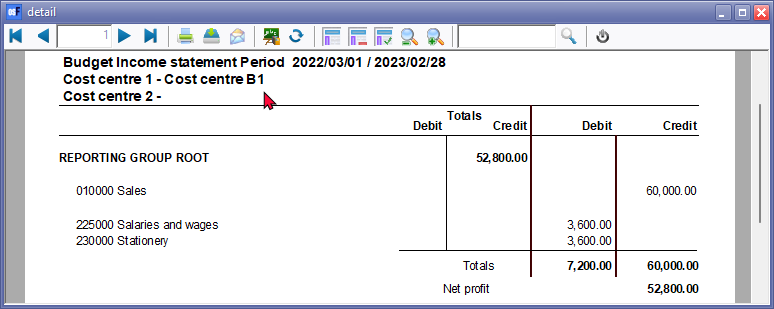 detail
1
Budget Income statement Period 2022/03/01 / 2023/02/28
Cost centre 1 - Cost centre B1
Cost centre 2 -
Totals
Debit Credit Debit Credit
REPORTING GROUP ROOT 52,800.00
010000 Sales 60,000.00
225000 Salaries and wages 3,600.00
230000 Stationery 3,600.00
Totals 7,200.00 60,000.00
Net profit 52,800.00